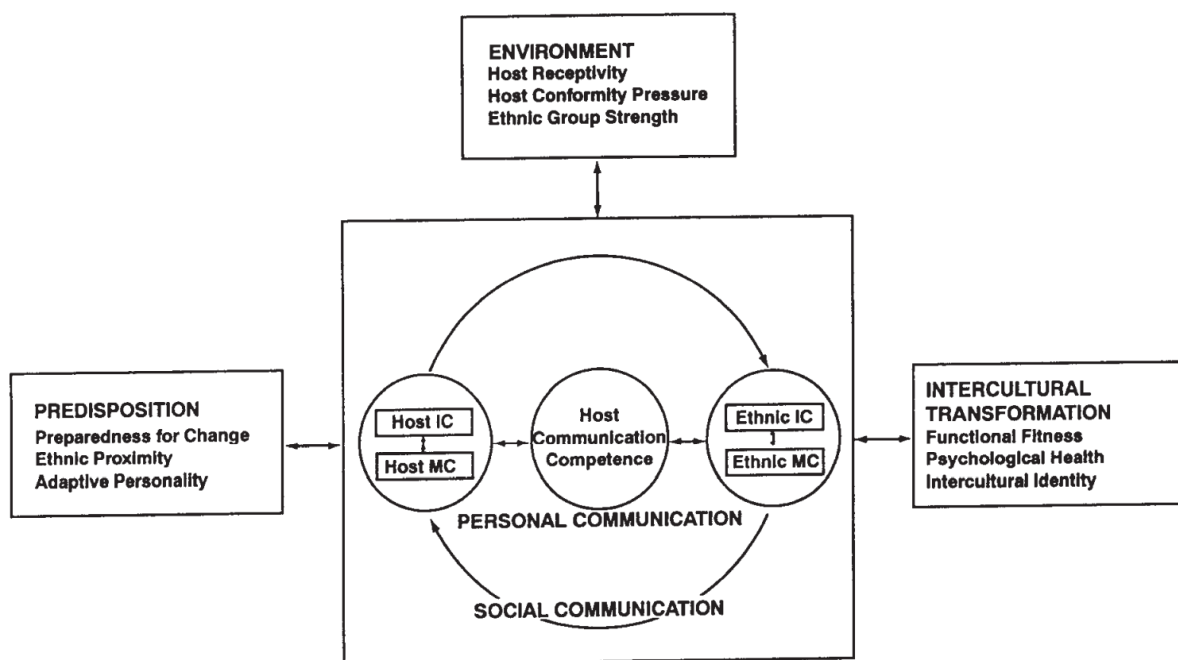 ENVIRONMENT
Host Receptivity
Host Conformity Pressure
Ethnic Group Strength
PREDISPOSITION
Preparedness for Change
Ethnic Proximity
Adaptive Personality
Host IC
Host MC
Host
Communication
Competence
Ethnic IC
Ethnic MC
PERSONAL COMMUNICATION
SOCIAL COMMUNICATION
INTERCULTURAL
TRANSFORMATION
Functional Fitness
Psychological Health
Intercultural Identity